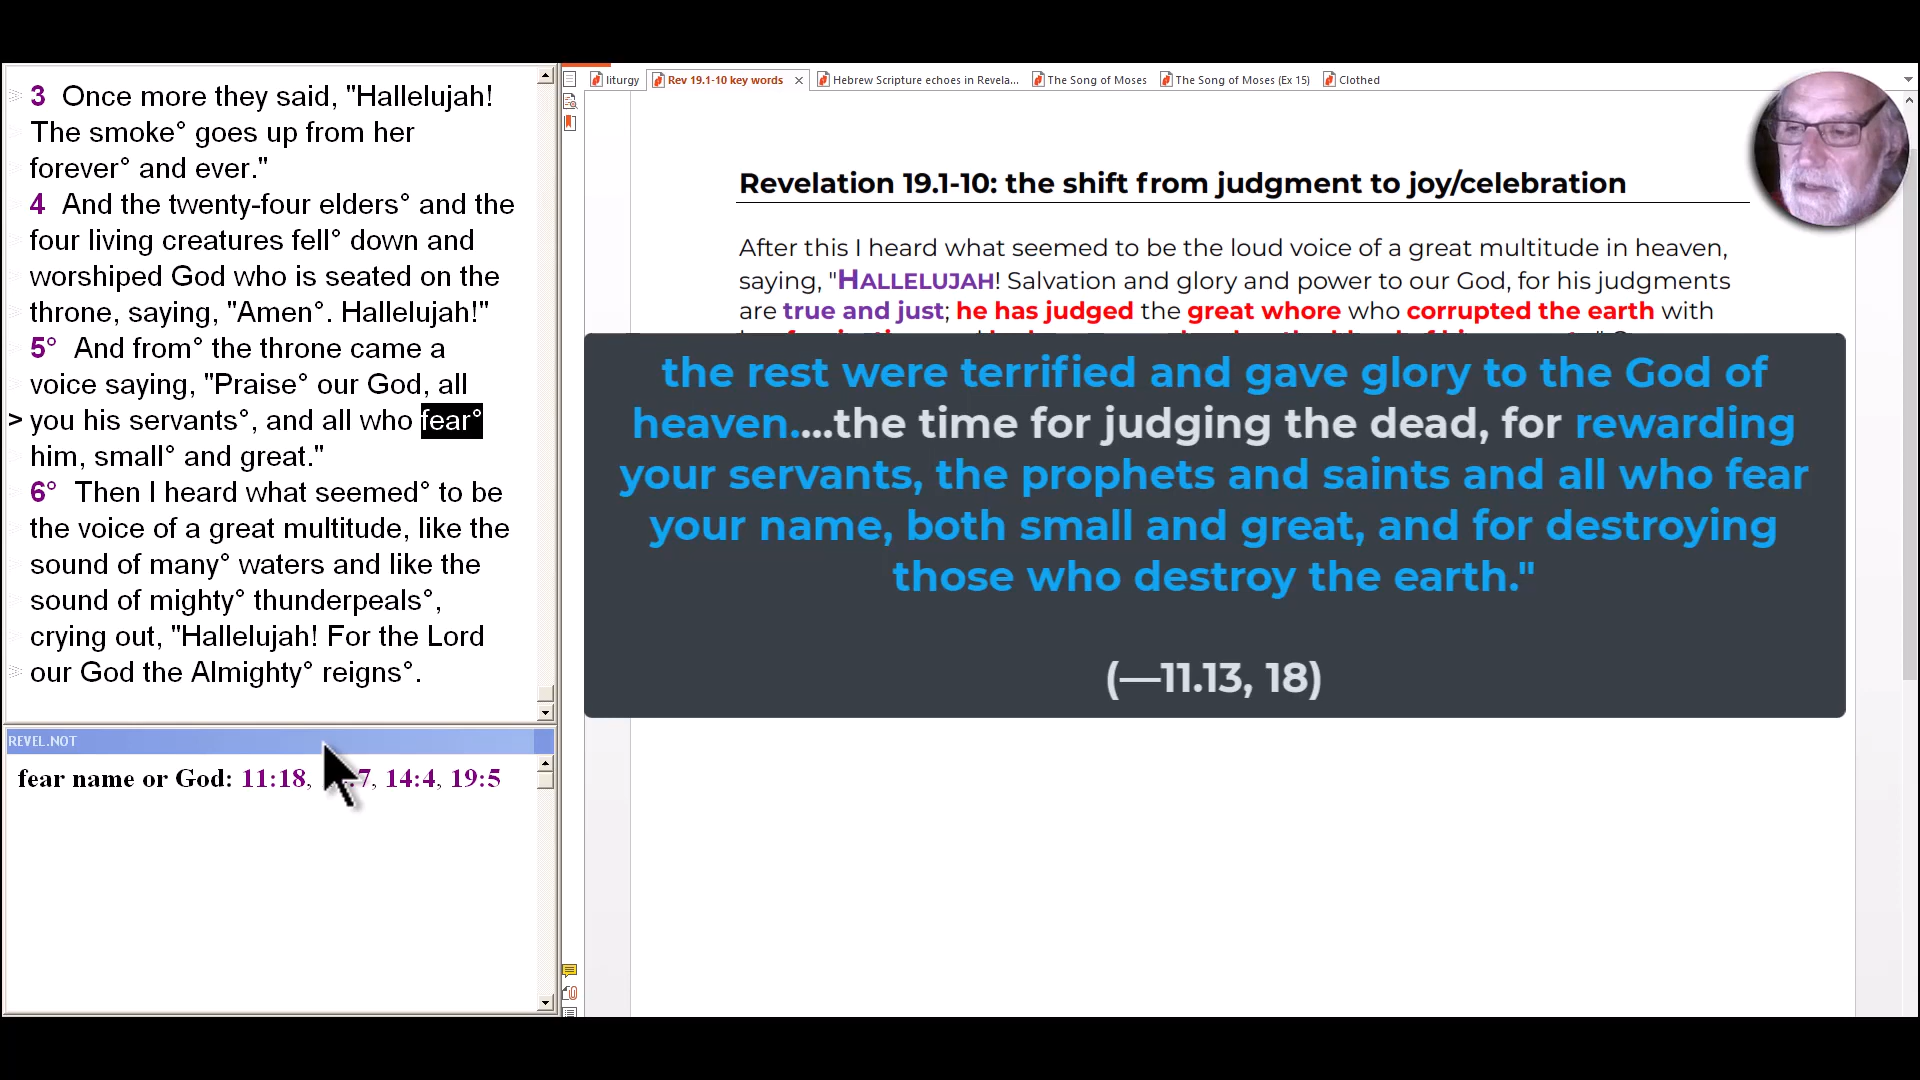 3 Once more they said, "Hallelujah!
The smoke° goes up from her
forever° and ever."
4 And the twenty-four elders° and the
four living creatures fell° down and
worshiped God who is seated on the
throne, saying, "Amen°. Hallelujah!"
5° And from° the throne came a
voice saying, "Praise° our God, all
> you his servants°, and all who fear°
him, small° and great."
6° Then I heard what seemed° to be
the voice of a great multitude, like the
sound of many° waters and like the
sound of mighty° thunderpeals°,
crying out, "Hallelujah! For the Lord
our God the Almighty° reigns°.
REVEL.NOT
fear name or God: 11:18, 7, 14:4, 19:5
liturgy Rev 19.1-10 key words × Hebrew Scripture echoes in Revela... The Song of Moses The Song of Moses (Ex 15) Clothed
Revelation 19.1-10: the shift from judgment to joy/celebration
After this I heard what seemed to be the loud voice of a great multitude in heaven,
saying, "HALLELUJAH! Salvation and glory and power to our God, for his judgments
are true and just; he has judged the great whore who corrupted the earth with
the rest were terrified and gave glory to the God of
heaven....the time for judging the dead, for rewarding
your servants, the prophets and saints and all who fear
your name, both small and great, and for destroying
those who destroy the earth."
(—11.13, 18)